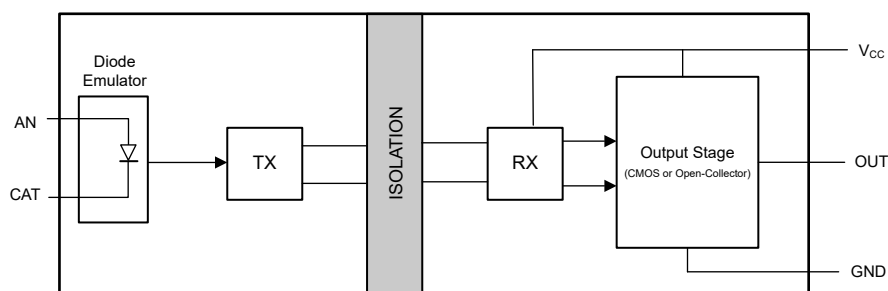 Diode
Emulator
AN
CAT
TX
ISOLATION
RX
Output Stage
(CMOS or Open-Collector)
VCC
OUT
GND